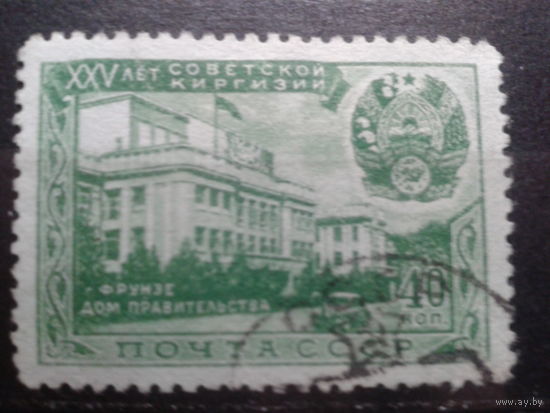 XXV ЛЕТ СОВЕТСКОЙ
КИРГИЗИИ
г. ФРУНЗЕ
ДОМ ПРАВИТЕЛЬСТВА
40
КОП.
ПОЧТА СССР
www.ay.by